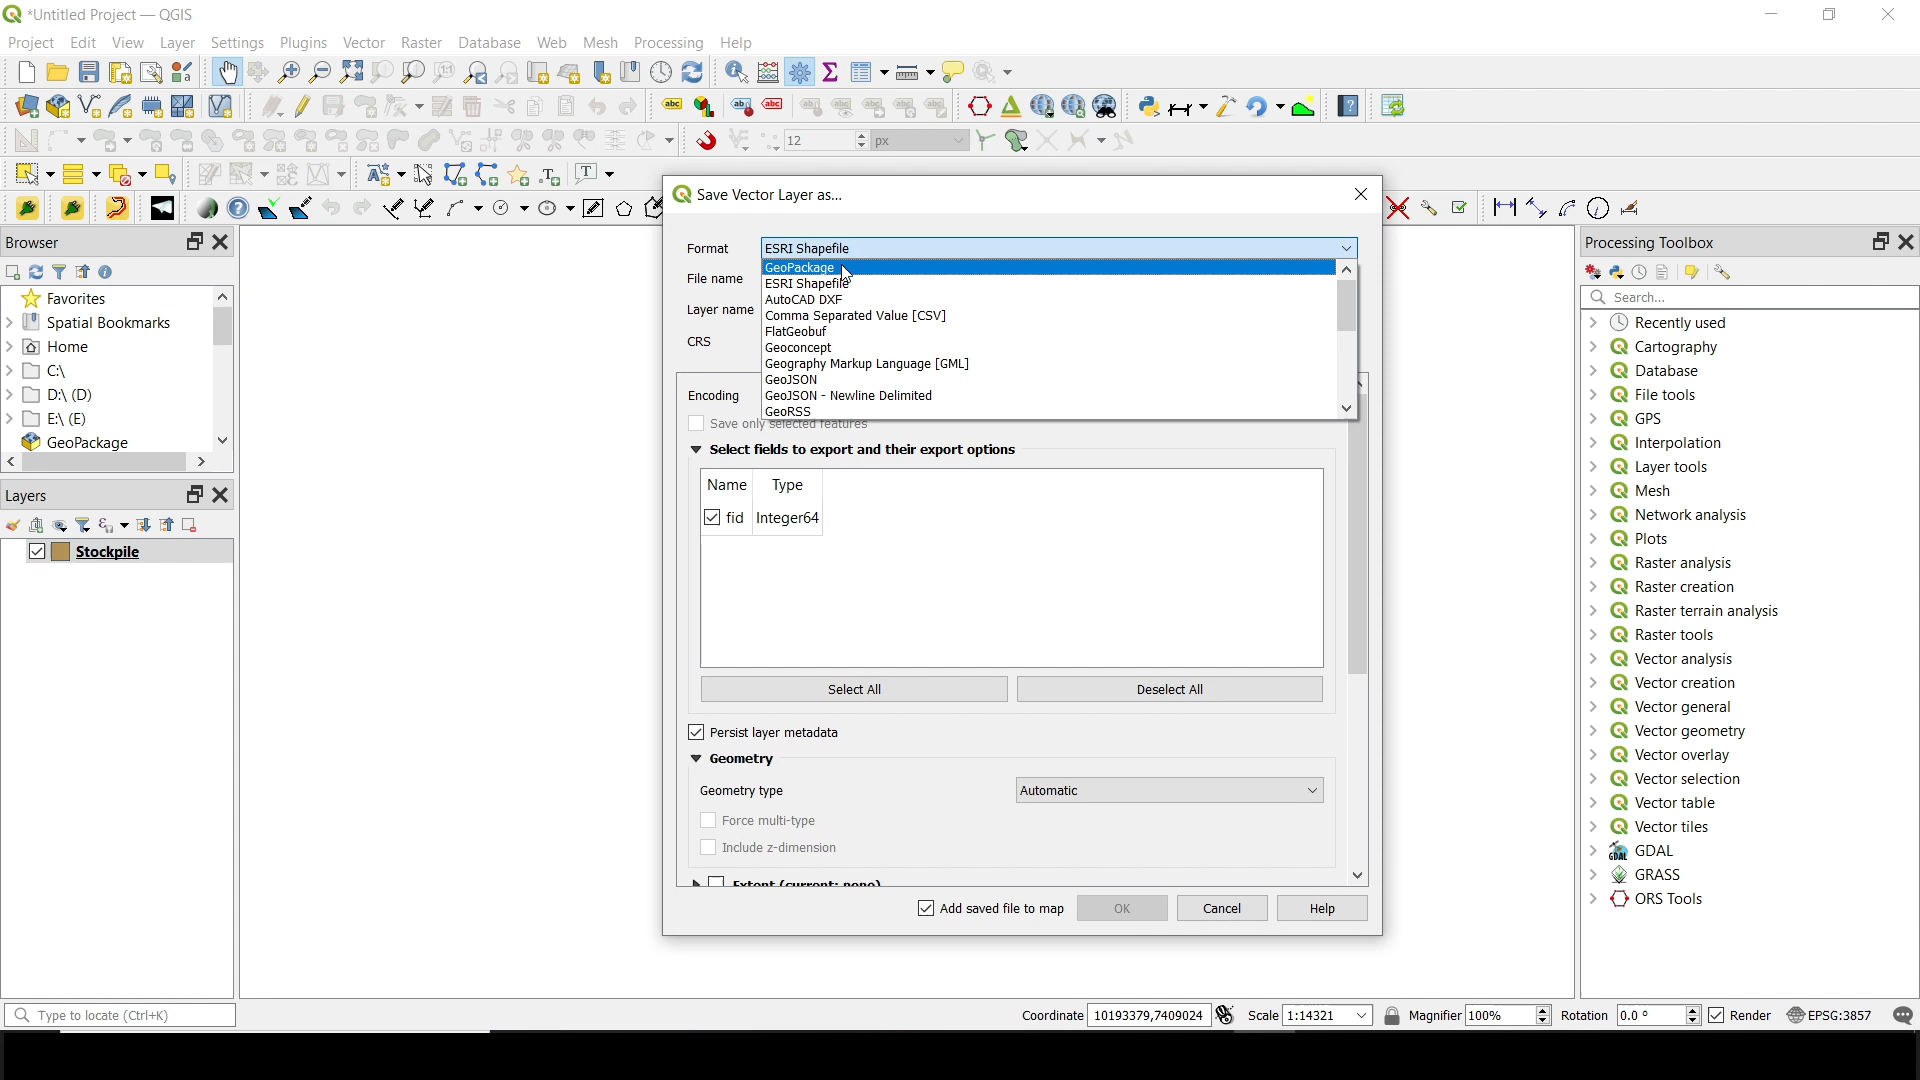 *Untitled Project — QGIS
Project Edit View Layer Settings Plugins Vector Raster Database Web Mesh Processing Help
12 px
Browser
Favorites
Spatial Bookmarks
Home
C:\
D:\ (D)
E:\ (E)
GeoPackage
Layers
Stockpile
Save Vector Layer as...
Format ESRI Shapefile
GeoPackage
File name
ESRI Shapefile
AutoCAD DXF
Layer name
Comma Separated Value [CSV]
FlatGeobuf
CRS
Geoconcept
Geography Markup Language [GML]
GeoJSON
Encoding
GeoJSON - Newline Delimited
GeoRSS
Save only selected features
Select fields to export and their export options
Name Type
fid Integer64
Select All Deselect All
Persist layer metadata
Geometry
Geometry type Automatic
Force multi-type
Include z-dimension
Extent (current: none)
Add saved file to map OK Cancel Help
Processing Toolbox
Search...
Recently used
Cartography
Database
File tools
GPS
Interpolation
Layer tools
Mesh
Network analysis
Plots
Raster analysis
Raster creation
Raster terrain analysis
Raster tools
Vector analysis
Vector creation
Vector general
Vector geometry
Vector overlay
Vector selection
Vector table
Vector tiles
GDAL
GRASS
ORS Tools
Type to locate (Ctrl+K) Coordinate 10193379,7409024 Scale 1:14321 Magnifier 100% Rotation 0.0 ° Render EPSG:3857